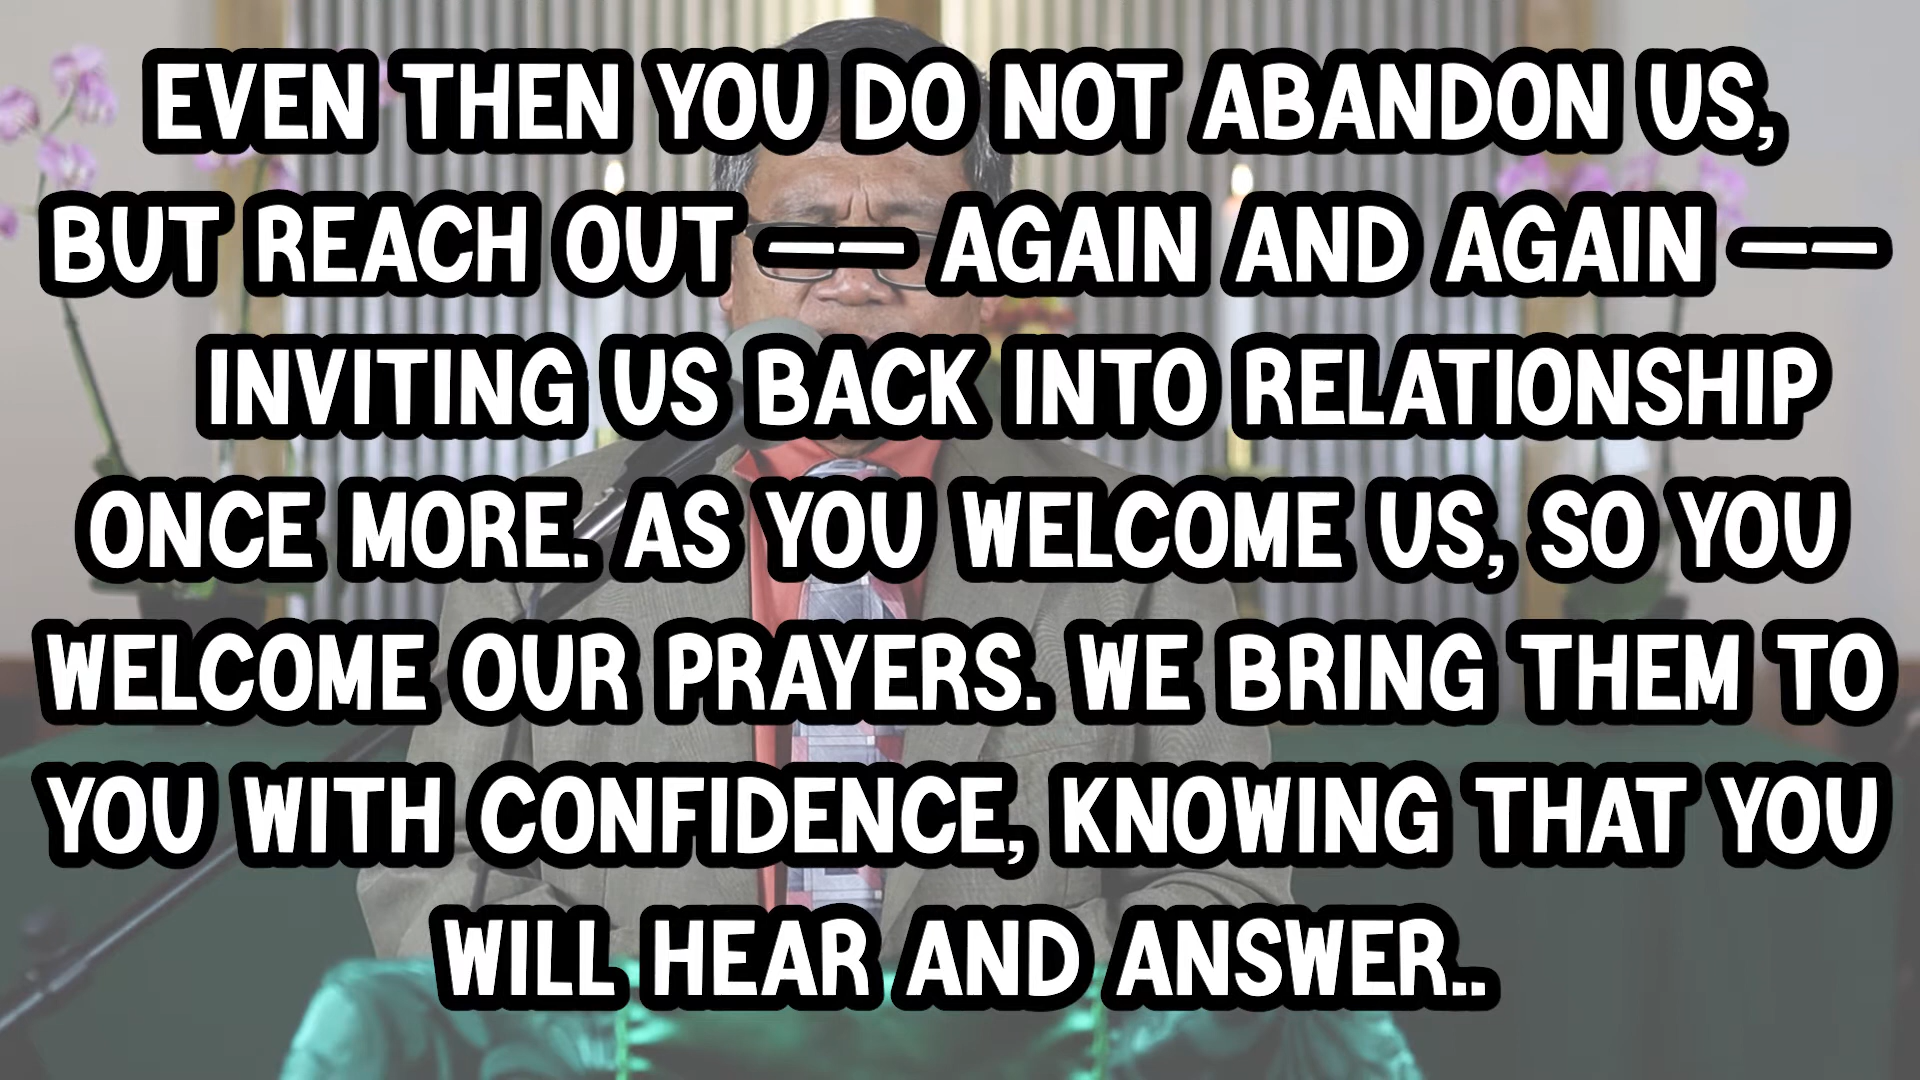 EVEN THEN YOU DO NOT ABANDON US,
BUT REACH OUT –– AGAIN AND AGAIN ––
INVITING US BACK INTO RELATIONSHIP
ONCE MORE. AS YOU WELCOME US, SO YOU
WELCOME OUR PRAYERS. WE BRING THEM TO
YOU WITH CONFIDENCE, KNOWING THAT YOU
WILL HEAR AND ANSWER..